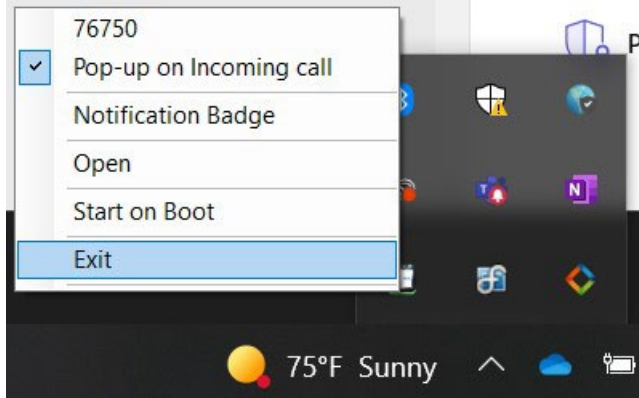 76750
Pop-up on Incoming call
Notification Badge
Open
Start on Boot
Exit
P
T
N
75°F Sunny